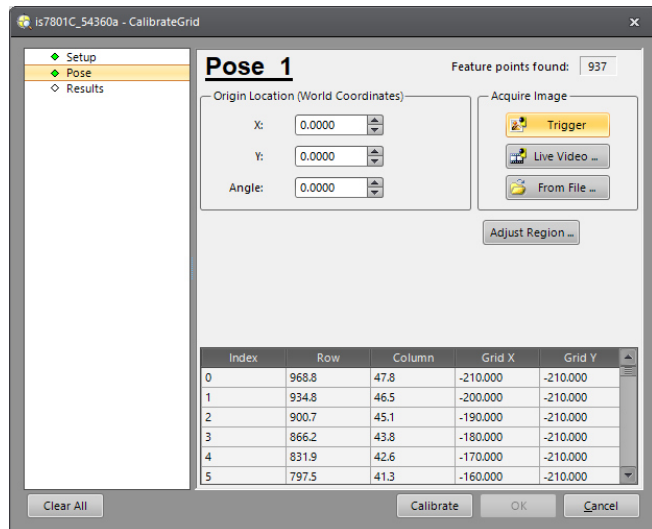 is7801C_54360a - CalibrateGrid
Setup
Pose
Results
Pose 1
Feature points found: 937
Origin Location (World Coordinates)
X: 0.0000
Y: 0.0000
Angle: 0.0000
Acquire Image
Trigger
Live Video ...
From File ...
Adjust Region ...
Index Row Column Grid X Grid Y
0 968.8 47.8 -210.000 -210.000
1 934.8 46.5 -200.000 -210.000
2 900.7 45.1 -190.000 -210.000
3 866.2 43.8 -180.000 -210.000
4 831.9 42.6 -170.000 -210.000
5 797.5 41.3 -160.000 -210.000
Clear All
Calibrate
OK
Cancel